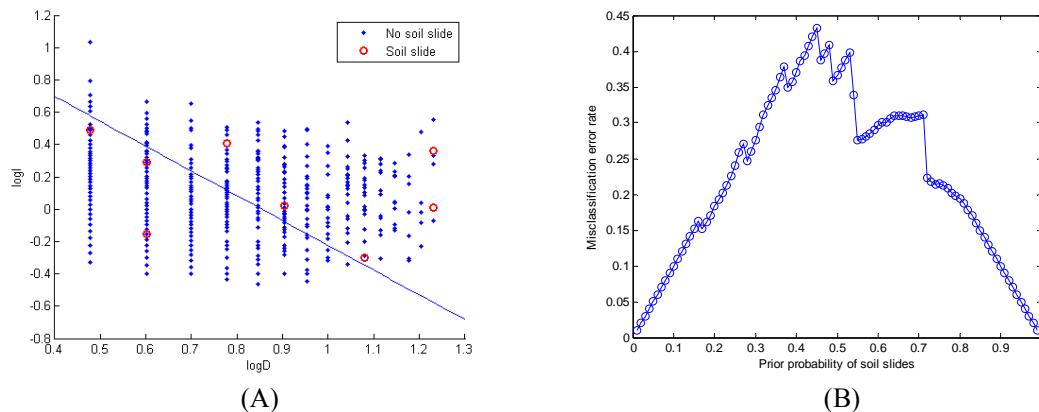 1.2
1
0.8
0.6
0.4
0.2
0
-0.2
-0.4
-0.6
-0.8
logI
0.4 0.5 0.6 0.7 0.8 0.9 1 1.1 1.2 1.3
logD
No soil slide
Soil slide
(A)
0.45
0.4
0.35
0.3
0.25
0.2
0.15
0.1
0.05
0
Misclassification error rate
0 0.1 0.2 0.3 0.4 0.5 0.6 0.7 0.8 0.9
Prior probability of soil slides
(B)